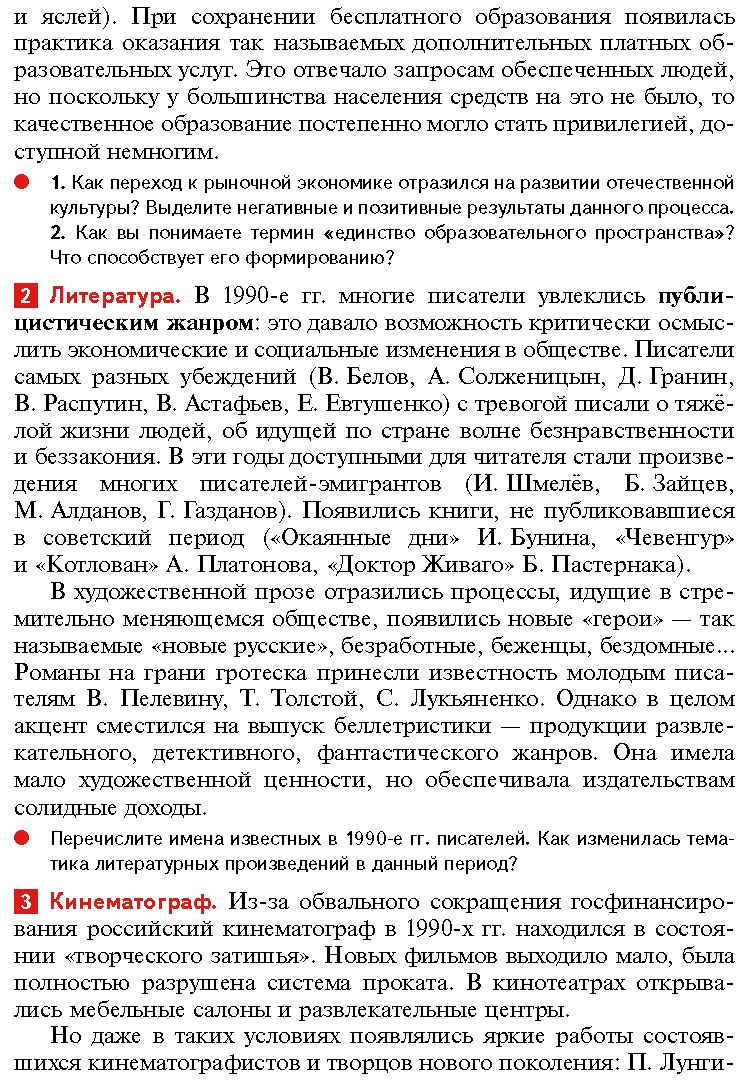 и яслей). При сохранении бесплатного образования появилась
практика оказания так называемых дополнительных платных об-
разовательных услуг. Это отвечало запросам обеспеченных людей,
но поскольку у большинства населения средств на это не было, то
качественное образование постепенно могло стать привилегией, до-
ступной немногим.
1. Как переход к рыночной экономике отразился на развитии отечественной
культуры? Выделите негативные и позитивные результаты данного процесса.
2. Как вы понимаете термин «единство образовательного пространства»?
Что способствует его формированию?
2 Литература. В 1990-е гг. многие писатели увлеклись публи-
цистическим жанром: это давало возможность критически осмыс-
лить экономические и социальные изменения в обществе. Писатели
самых разных убеждений (В. Белов, А. Солженицын, Д. Гранин,
В. Распутин, В. Астафьев, Е. Евтушенко) с тревогой писали о тяжё-
лой жизни людей, об идущей по стране волне безнравственности
и беззакония. В эти годы доступными для читателя стали произве-
дения многих писателей-эмигрантов (И. Шмелёв, Б. Зайцев,
М. Алданов, Г. Газданов). Появились книги, не публиковавшиеся
в советский период («Окаянные дни» И. Бунина, «Чевенгур»
и «Котлован» А. Платонова, «Доктор Живаго» Б. Пастернака).
В художественной прозе отразились процессы, идущие в стре-
мительно меняющемся обществе, появились новые «герои» — так
называемые «новые русские», безработные, беженцы, бездомные...
Романы на грани гротеска принесли известность молодым писа-
телям В. Пелевину, Т. Толстой, С. Лукьяненко. Однако в целом
акцент сместился на выпуск беллетристики — продукции развле-
кательного, детективного, фантастического жанров. Она имела
мало художественной ценности, но обеспечивала издательствам
солидные доходы.
Перечислите имена известных в 1990-е гг. писателей. Как изменилась тема-
тика литературных произведений в данный период?
3 Кинематограф. Из-за обвального сокращения госфинансиро-
вания российский кинематограф в 1990-х гг. находился в состоя-
нии «творческого затишья». Новых фильмов выходило мало, была
полностью разрушена система проката. В кинотеатрах открыва-
лись мебельные салоны и развлекательные центры.
Но даже в таких условиях появлялись яркие работы состояв-
шихся кинематографистов и творцов нового поколения: П. Лунги-